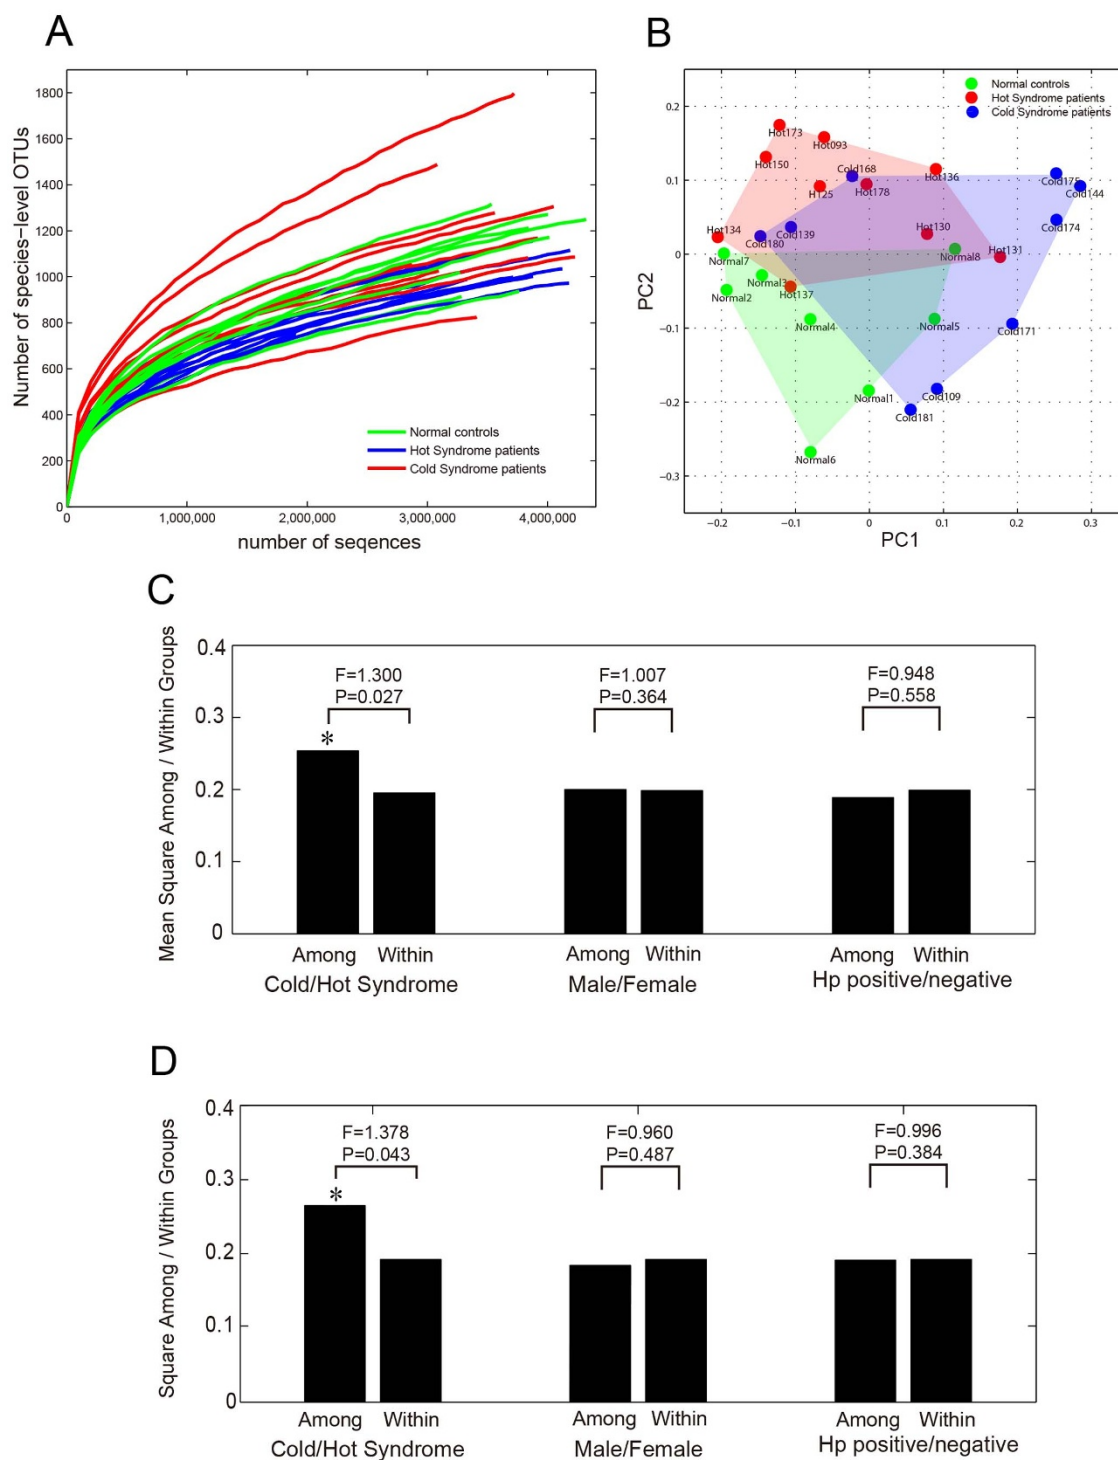 A
Number of species-level OTUs
1800
1600
1400
1200
1000
800
600
400
200
0
Normal controls
Hot Syndrome patients
Cold Syndrome patients
0 1,000,000 2,000,000 3,000,000 4,000,000
number of seqences
B
PC2
0.2
0.1
0
−0.1
−0.2
−0.3
Normal controls
Hot Syndrome patients
Cold Syndrome patients
Hot173
Hot093
Hot150
Cold168
Hot136
H125
Hot178
Cold175
Cold144
Hot134
Cold139
Cold180
Hot130
Cold174
Normal7
Normal8
Hot131
Normal3
Normal2
Hot137
Normal4
Normal5
Cold171
Normal1
Cold109
Cold181
Normal6
−0.2 −0.1 0 0.1 0.2 0.3
PC1
C
Mean Square Among / Within Groups
0.4
0.3
0.2
0.1
0
F=1.300
P=0.027
*
F=1.007
P=0.364
F=0.948
P=0.558
Among Within
Cold/Hot Syndrome
Among Within
Male/Female
Among Within
Hp positive/negative
D
Square Among / Within Groups
0.4
0.3
0.2
0.1
0
F=1.378
P=0.043
*
F=0.960
P=0.487
F=0.996
P=0.384
Among Within
Cold/Hot Syndrome
Among Within
Male/Female
Among Within
Hp positive/negative